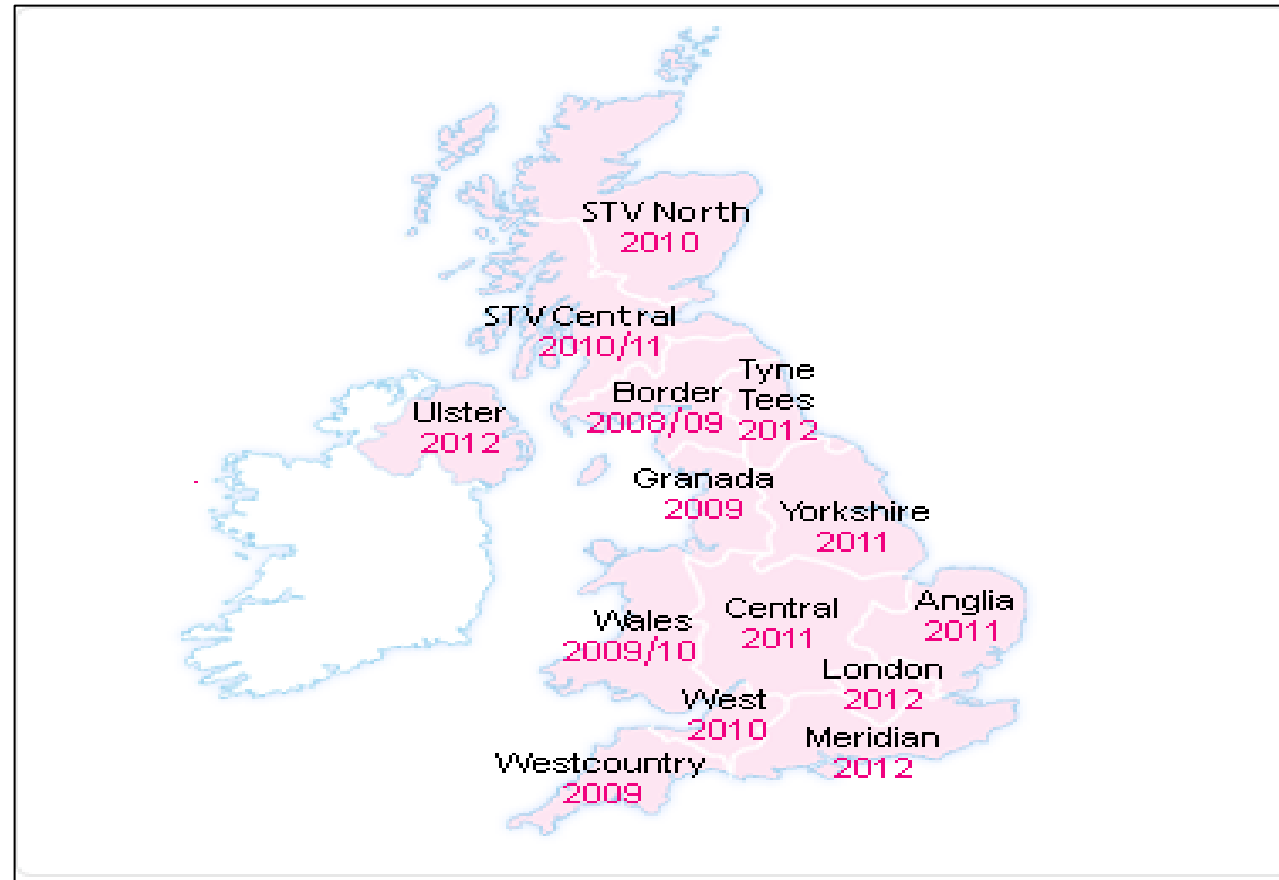 STV North
2010
STV Central
2010/11
Border
2008/09
Tyne
Tees
2012
Ulster
2012
Granada
2009
Yorkshire
2011
Wales
2009/10
Central
2011
Anglia
2011
London
2012
West
2010
Meridian
2012
Westcountry
2009